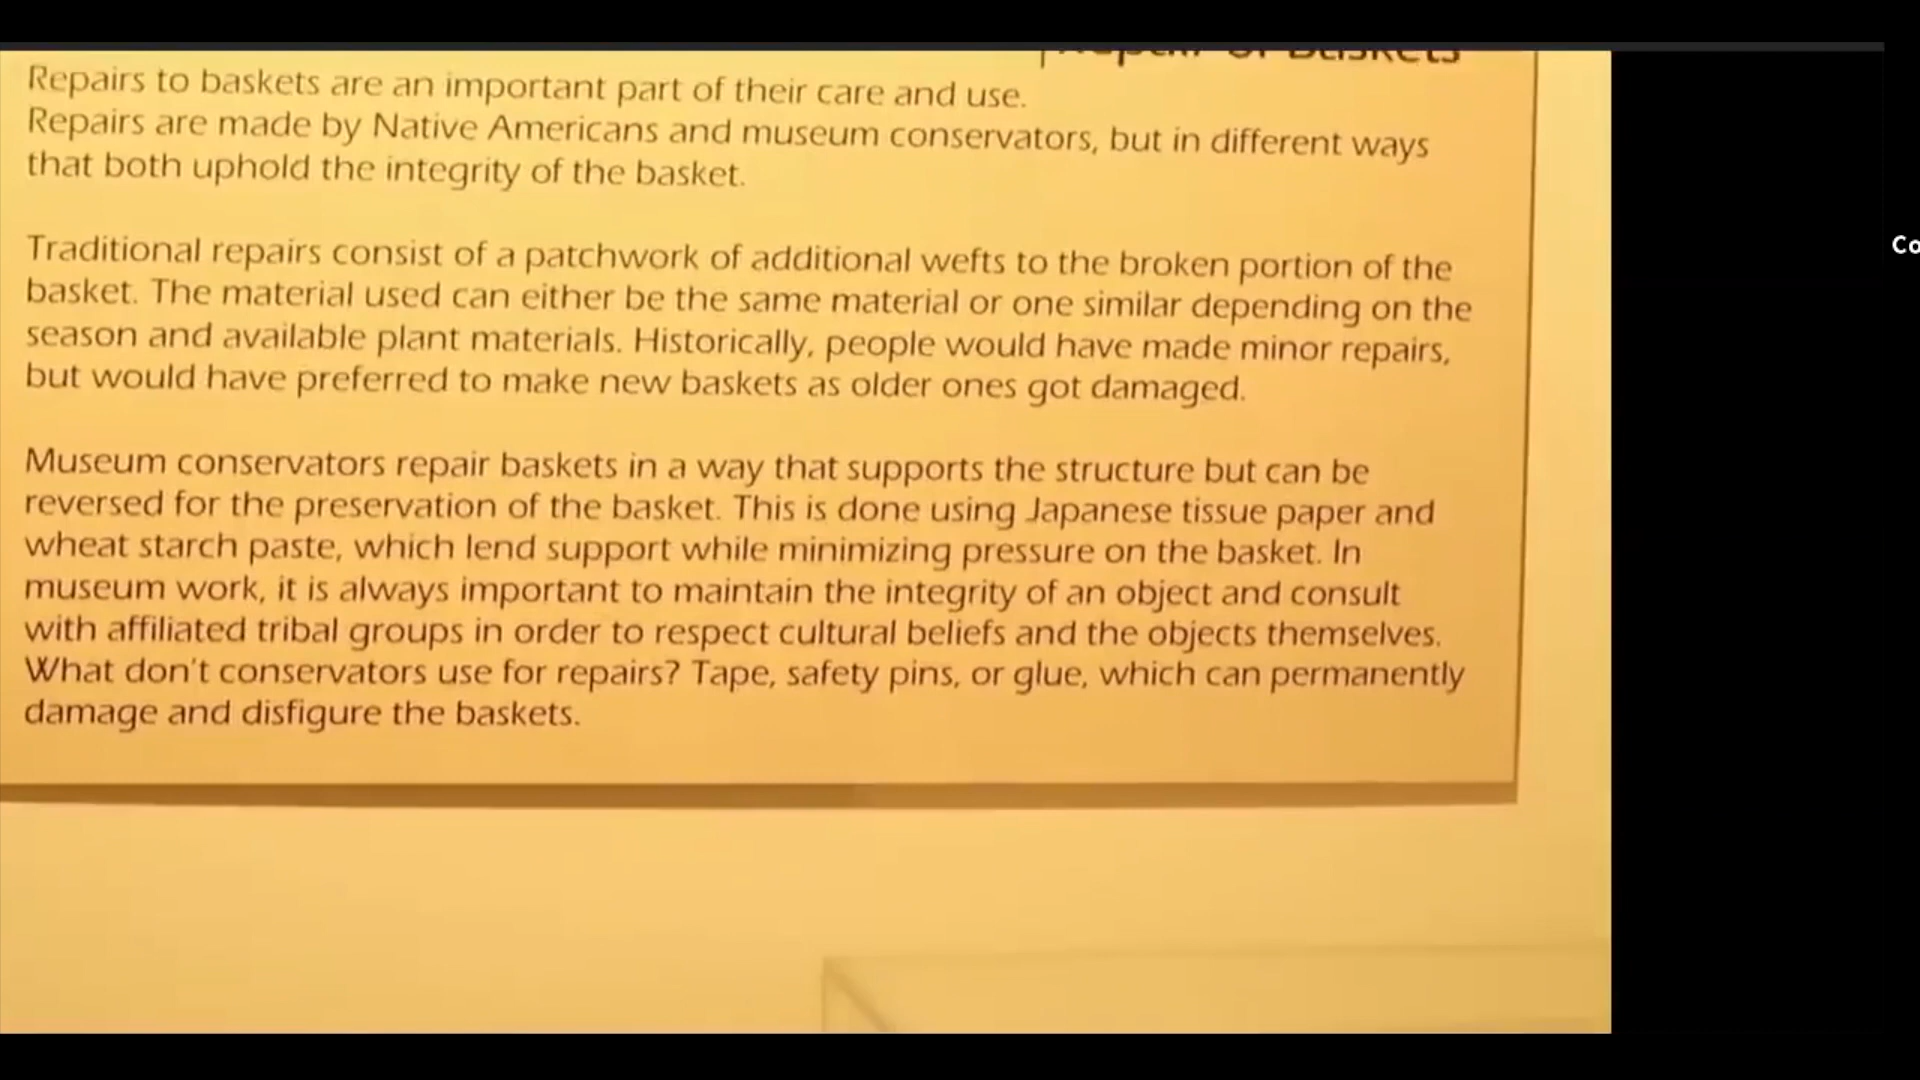 Repair of Baskets
Repairs to baskets are an important part of their care and use.
Repairs are made by Native Americans and museum conservators, but in different ways
that both uphold the integrity of the basket.
Traditional repairs consist of a patchwork of additional wefts to the broken portion of the
basket. The material used can either be the same material or one similar depending on the
season and available plant materials. Historically, people would have made minor repairs,
but would have preferred to make new baskets as older ones got damaged.
Museum conservators repair baskets in a way that supports the structure but can be
reversed for the preservation of the basket. This is done using Japanese tissue paper and
wheat starch paste, which lend support while minimizing pressure on the basket. In
museum work, it is always important to maintain the integrity of an object and consult
with affiliated tribal groups in order to respect cultural beliefs and the objects themselves.
What don't conservators use for repairs? Tape, safety pins, or glue, which can permanently
damage and disfigure the baskets.
Co